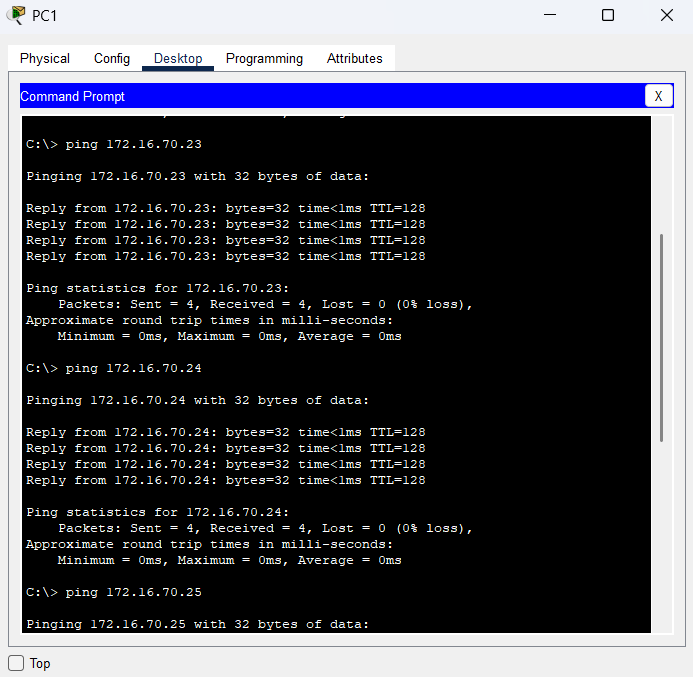 PC1
Physical Config Desktop Programming Attributes
Command Prompt
X
C:\> ping 172.16.70.23
Pinging 172.16.70.23 with 32 bytes of data:
Reply from 172.16.70.23: bytes=32 time<1ms TTL=128
Reply from 172.16.70.23: bytes=32 time<1ms TTL=128
Reply from 172.16.70.23: bytes=32 time<1ms TTL=128
Reply from 172.16.70.23: bytes=32 time<1ms TTL=128
Ping statistics for 172.16.70.23:
Packets: Sent = 4, Received = 4, Lost = 0 (0% loss),
Approximate round trip times in milli-seconds:
Minimum = 0ms, Maximum = 0ms, Average = 0ms
C:\> ping 172.16.70.24
Pinging 172.16.70.24 with 32 bytes of data:
Reply from 172.16.70.24: bytes=32 time<1ms TTL=128
Reply from 172.16.70.24: bytes=32 time<1ms TTL=128
Reply from 172.16.70.24: bytes=32 time<1ms TTL=128
Reply from 172.16.70.24: bytes=32 time<1ms TTL=128
Ping statistics for 172.16.70.24:
Packets: Sent = 4, Received = 4, Lost = 0 (0% loss),
Approximate round trip times in milli-seconds:
Minimum = 0ms, Maximum = 0ms, Average = 0ms
C:\> ping 172.16.70.25
Pinging 172.16.70.25 with 32 bytes of data:
Top